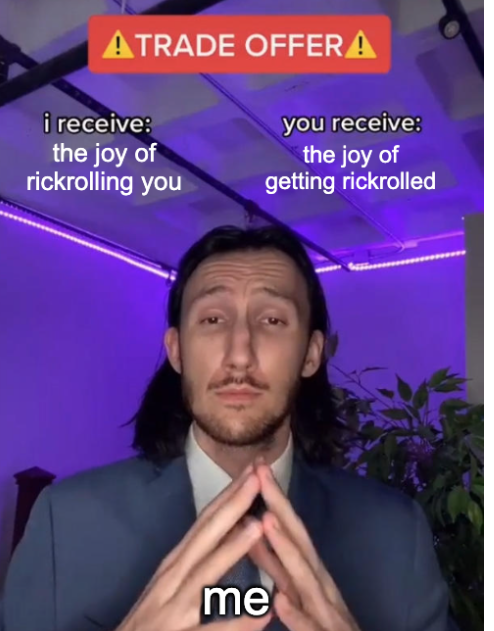 ⚠TRADE OFFER⚠
i receive:
the joy of
rickrolling you
you receive:
the joy of
getting rickrolled
me